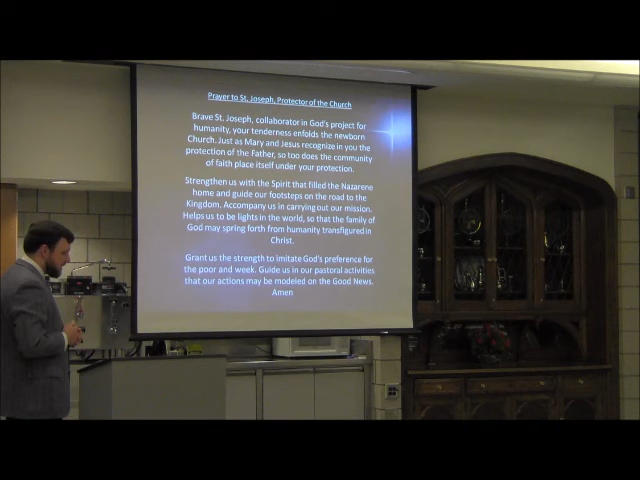 Prayer to St, Joseph, Protector of the Church
Brave St. Joseph, collaborator in God's project for
humanity, your tenderness enfolds the newborn
Church. Just as Mary and Jesus recognize in you the
protection of the Father, so too does the community
of faith place itself under your protection.
Strengthen us with the Spirit that filled the Nazarene
home and guide our footsteps on the road to the
Kingdom. Accompany us in carrying out our mission.
Helps us to be lights in the world, so that the family of
God may spring forth from humanity transfigured in
Christ.
Grant us the strength to imitate God's preference for
the poor and week. Guide us in our pastoral activities
that our actions may be modeled on the Good News.
Amen